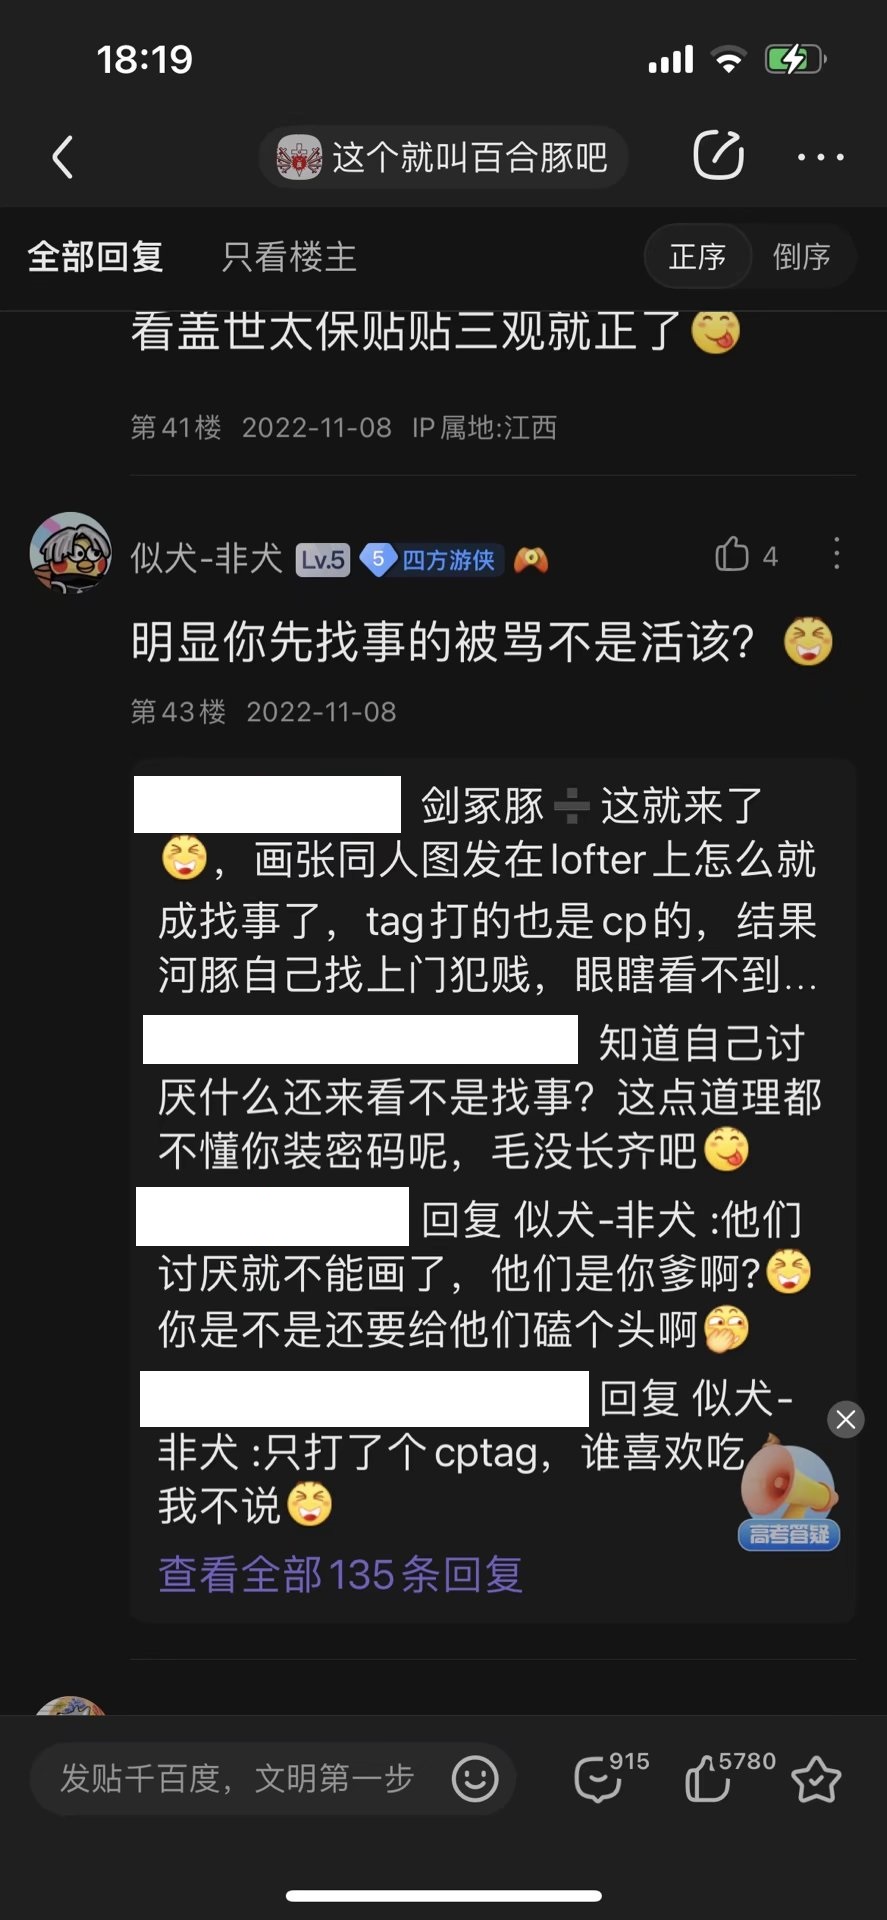 18:19
这个就叫百合豚吧
全部回复 只看楼主 正序 倒序
看盖世太保贴贴三观就正了
第41楼 2022-11-08 IP属地:江西
似犬-非犬 Lv.5 5 四方游侠 4
明显你先找事的被骂不是活该?
第43楼 2022-11-08
剑冢豚➗这就来了
，画张同人图发在lofter上怎么就
成找事了，tag打的也是cp的，结果
河豚自己找上门犯贱，眼瞎看不到...
知道自己讨
厌什么还来看不是找事？这点道理都
不懂你装密码呢，毛没长齐吧
回复 似犬-非犬 :他们
讨厌就不能画了，他们是你爹啊?
你是不是还要给他们磕个头啊
回复 似犬-
非犬 :只打了个cptag，谁喜欢吃
我不说
高考答疑
查看全部135条回复
发贴千百度，文明第一步 915 5780